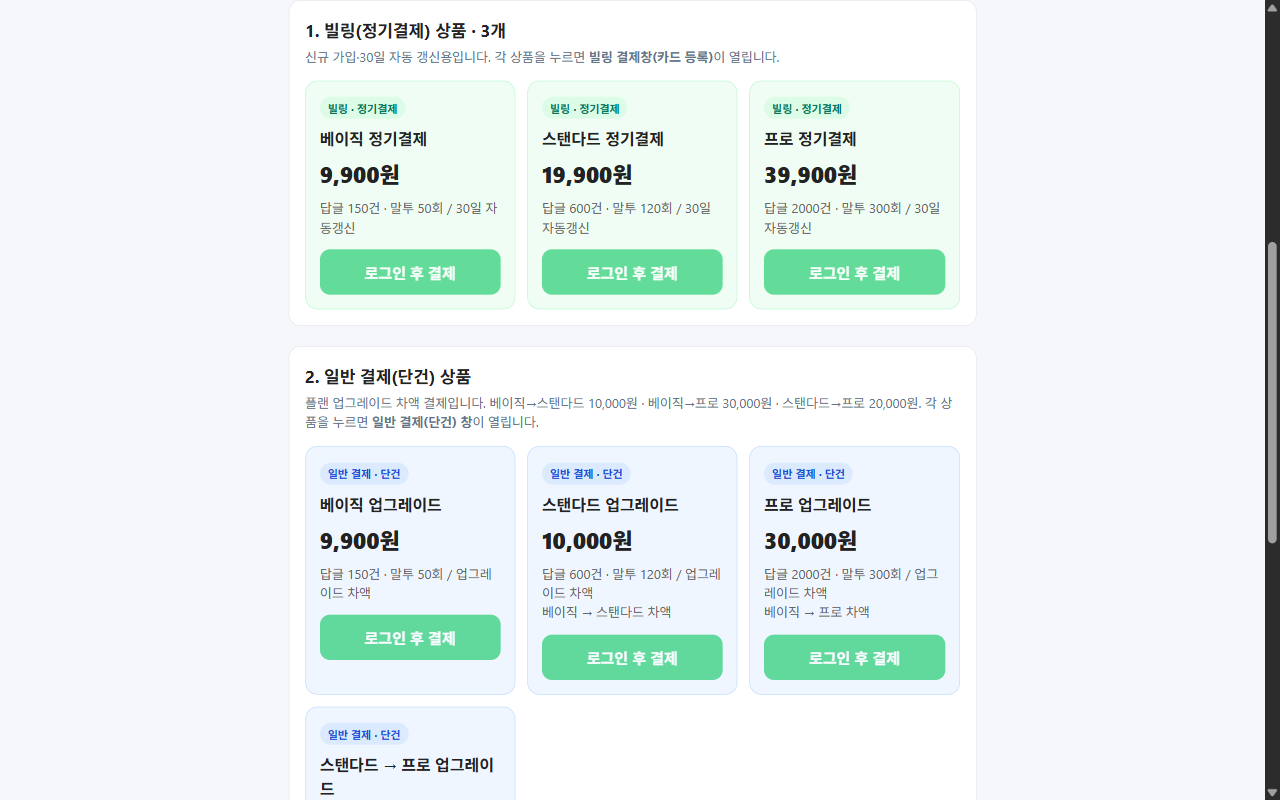 1. 빌링(정기결제) 상품 · 3개
신규 가입·30일 자동 갱신용입니다. 각 상품을 누르면 빌링 결제창(카드 등록)이 열립니다.
빌링 · 정기결제
베이직 정기결제
9,900원
답글 150건 · 말투 50회 / 30일 자
동갱신
로그인 후 결제
빌링 · 정기결제
스탠다드 정기결제
19,900원
답글 600건 · 말투 120회 / 30일
자동갱신
로그인 후 결제
빌링 · 정기결제
프로 정기결제
39,900원
답글 2000건 · 말투 300회 / 30일
자동갱신
로그인 후 결제
2. 일반 결제(단건) 상품
플랜 업그레이드 차액 결제입니다. 베이직→스탠다드 10,000원 · 베이직→프로 30,000원 · 스탠다드→프로 20,000원. 각 상
품을 누르면 일반 결제(단건) 창이 열립니다.
일반 결제 · 단건
베이직 업그레이드
9,900원
답글 150건 · 말투 50회 / 업그레
이드 차액
로그인 후 결제
일반 결제 · 단건
스탠다드 업그레이드
10,000원
답글 600건 · 말투 120회 / 업그레
이드 차액
베이직 → 스탠다드 차액
로그인 후 결제
일반 결제 · 단건
프로 업그레이드
30,000원
답글 2000건 · 말투 300회 / 업그
레이드 차액
베이직 → 프로 차액
로그인 후 결제
일반 결제 · 단건
스탠다드 → 프로 업그레이
드